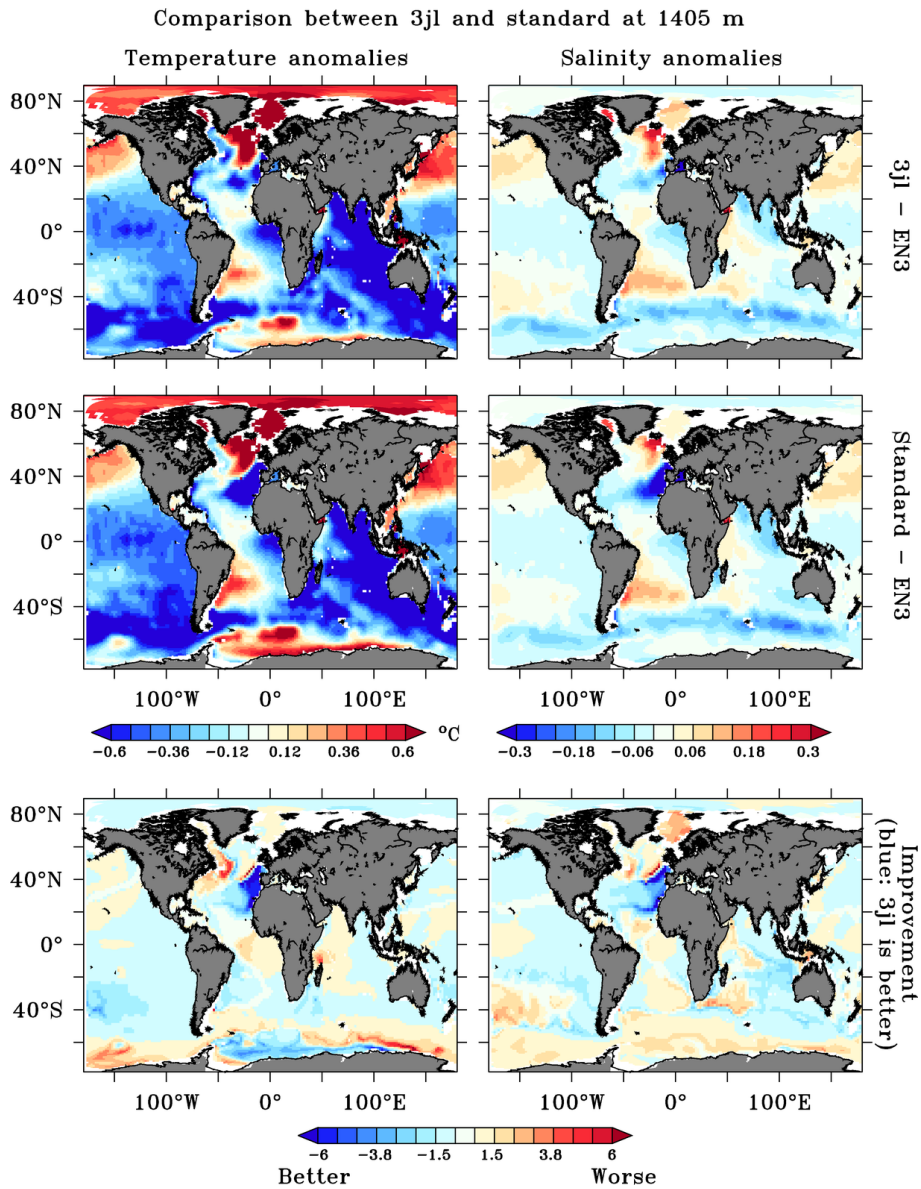 Comparison between 3jl and standard at 1405 m
Temperature anomalies
Salinity anomalies
80°N
40°N
0°
40°S
3jl − EN3
80°N
40°N
0°
40°S
Standard − EN3
100°W 0° 100°E
100°W 0° 100°E
−0.6 −0.36 −0.12 0.12 0.36 0.6 °C
−0.3 −0.18 −0.06 0.06 0.18 0.3
80°N
40°N
0°
40°S
Improvement
(blue: 3jl is better)
100°W 0° 100°E
100°W 0° 100°E
−6 −3.8 −1.5 1.5 3.8 6
Better Worse